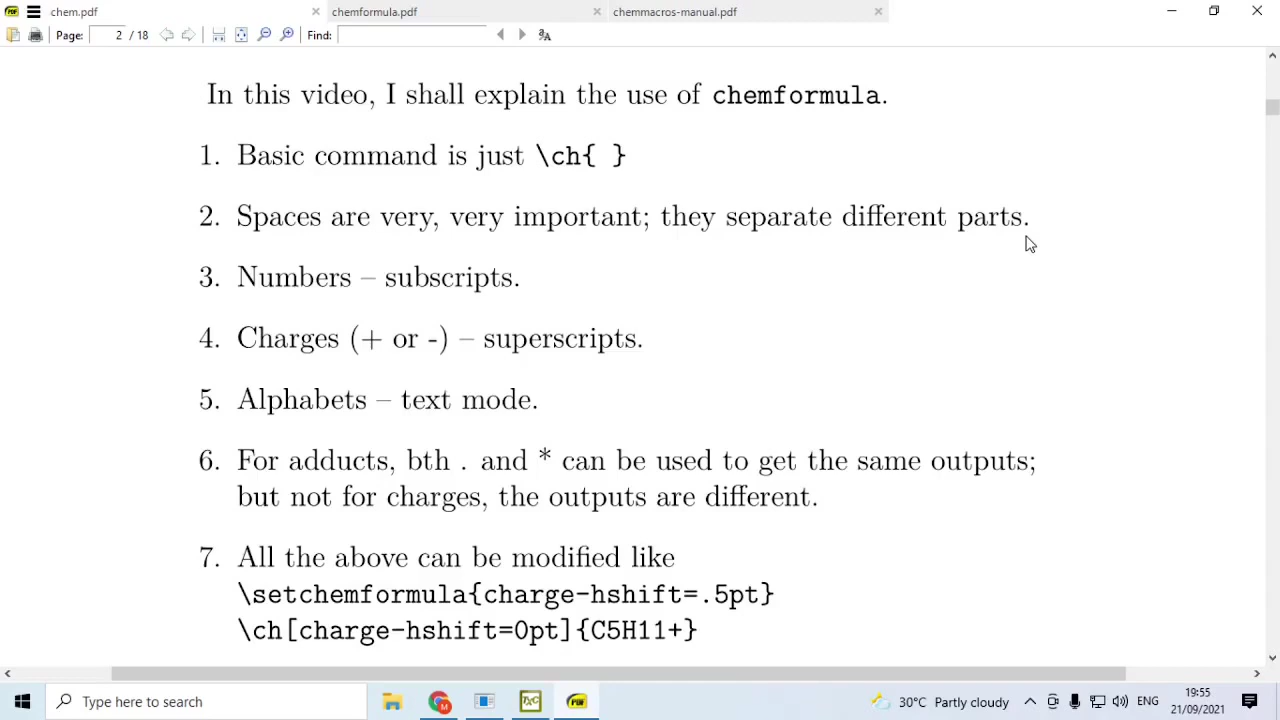 chem.pdf chemformula.pdf chemmacros-manual.pdf
Page: 2 / 18 Find:
In this video, I shall explain the use of chemformula.
1. Basic command is just \ch{ }
2. Spaces are very, very important; they separate different parts.
3. Numbers – subscripts.
4. Charges (+ or -) – superscripts.
5. Alphabets – text mode.
6. For adducts, bth . and * can be used to get the same outputs;
but not for charges, the outputs are different.
7. All the above can be modified like
\setchemformula{charge-hshift=.5pt}
\ch[charge-hshift=0pt]{C5H11+}
Type here to search
30°C Partly cloudy
ENG
19:55
21/09/2021